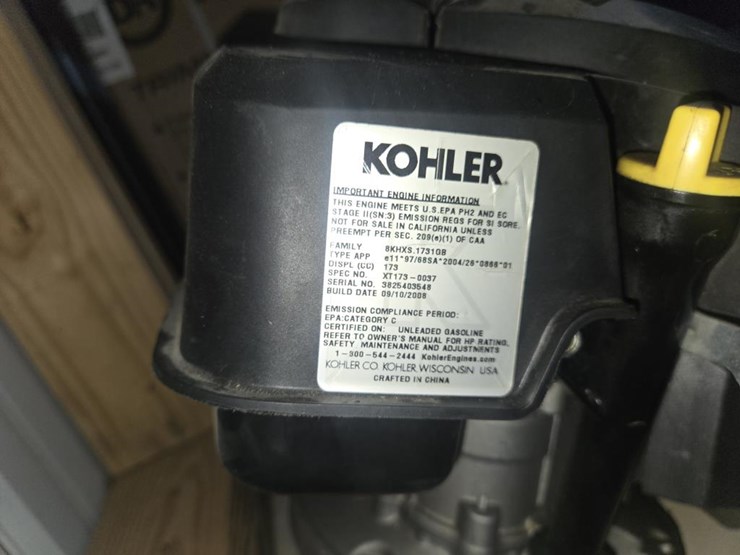 KOHLER
IMPORTANT ENGINE INFORMATION
THIS ENGINE MEETS U.S.EPA PH2 AND EC
STAGE II(SN:3) EMISSION REGS FOR SI SORE.
NOT FOR SALE IN CALIFORNIA UNLESS
PREEMPT PER SEC. 209(e)(1) OF CAA
FAMILY 8KHXS.1731GB
TYPE APP e11*97/68SA*2004/26*0866*01
DISPL (CC) 173
SPEC NO. XT173-0037
SERIAL NO. 3825403548
BUILD DATE 09/10/2008
EMISSION COMPLIANCE PERIOD:
EPA:CATEGORY C
CERTIFIED ON: UNLEADED GASOLINE
REFER TO OWNER'S MANUAL FOR HP RATING,
SAFETY MAINTENANCE AND ADJUSTMENTS
1-800-544-2444 KohlerEngines.com
KOHLER CO. KOHLER, WISCONSIN USA
CRAFTED IN CHINA